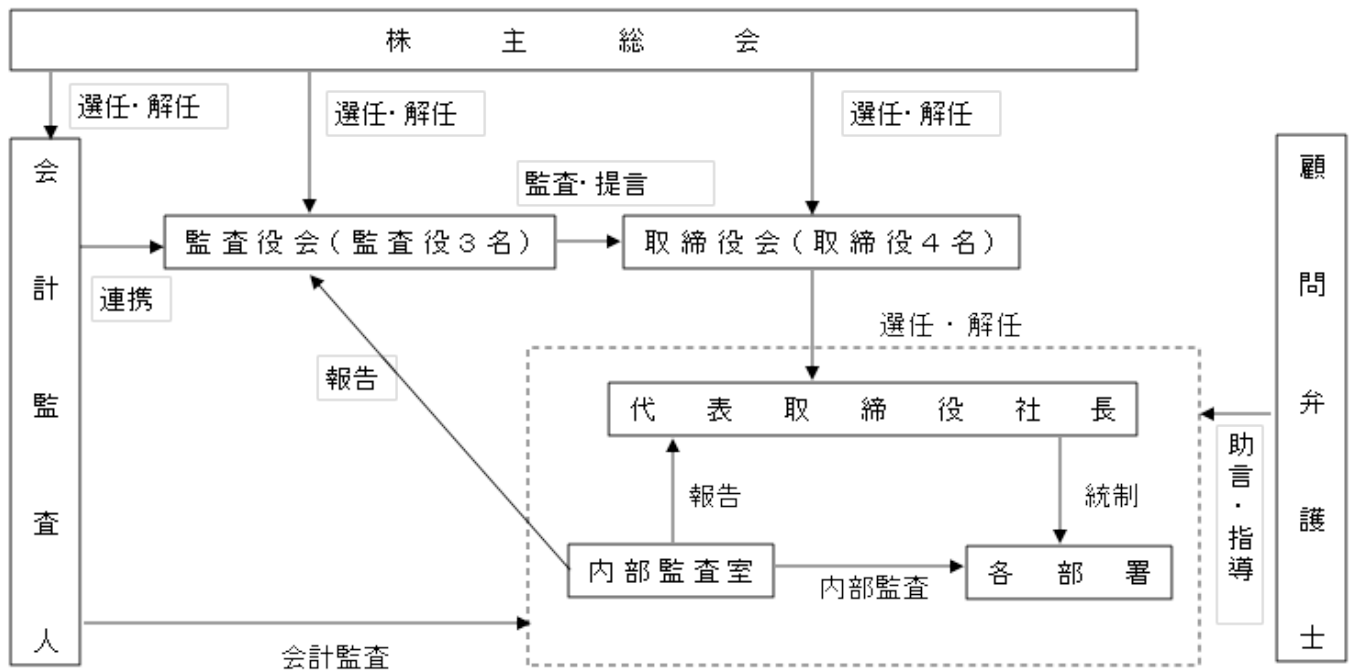 株主総会
選任・解任
選任・解任
選任・解任
会計監査人
顧問弁護士
監査・提言
監査役会(監査役3名)
取締役会(取締役4名)
連携
選任・解任
報告
代表取締役社長
助言・指導
報告
統制
内部監査室
内部監査
各部署
会計監査